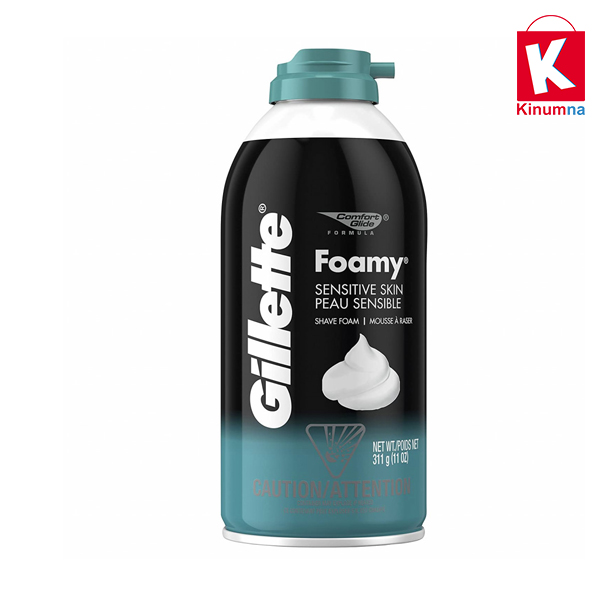 Kinumna
Gillette®
Comfort
Glide
®
FORMULA
Foamy®
SENSITIVE SKIN
PEAU SENSIBLE
SHAVE FOAM | MOUSSE À RASER
NET WT./POIDS NET
311 g (11 OZ)
CAUTION/ATTENTION